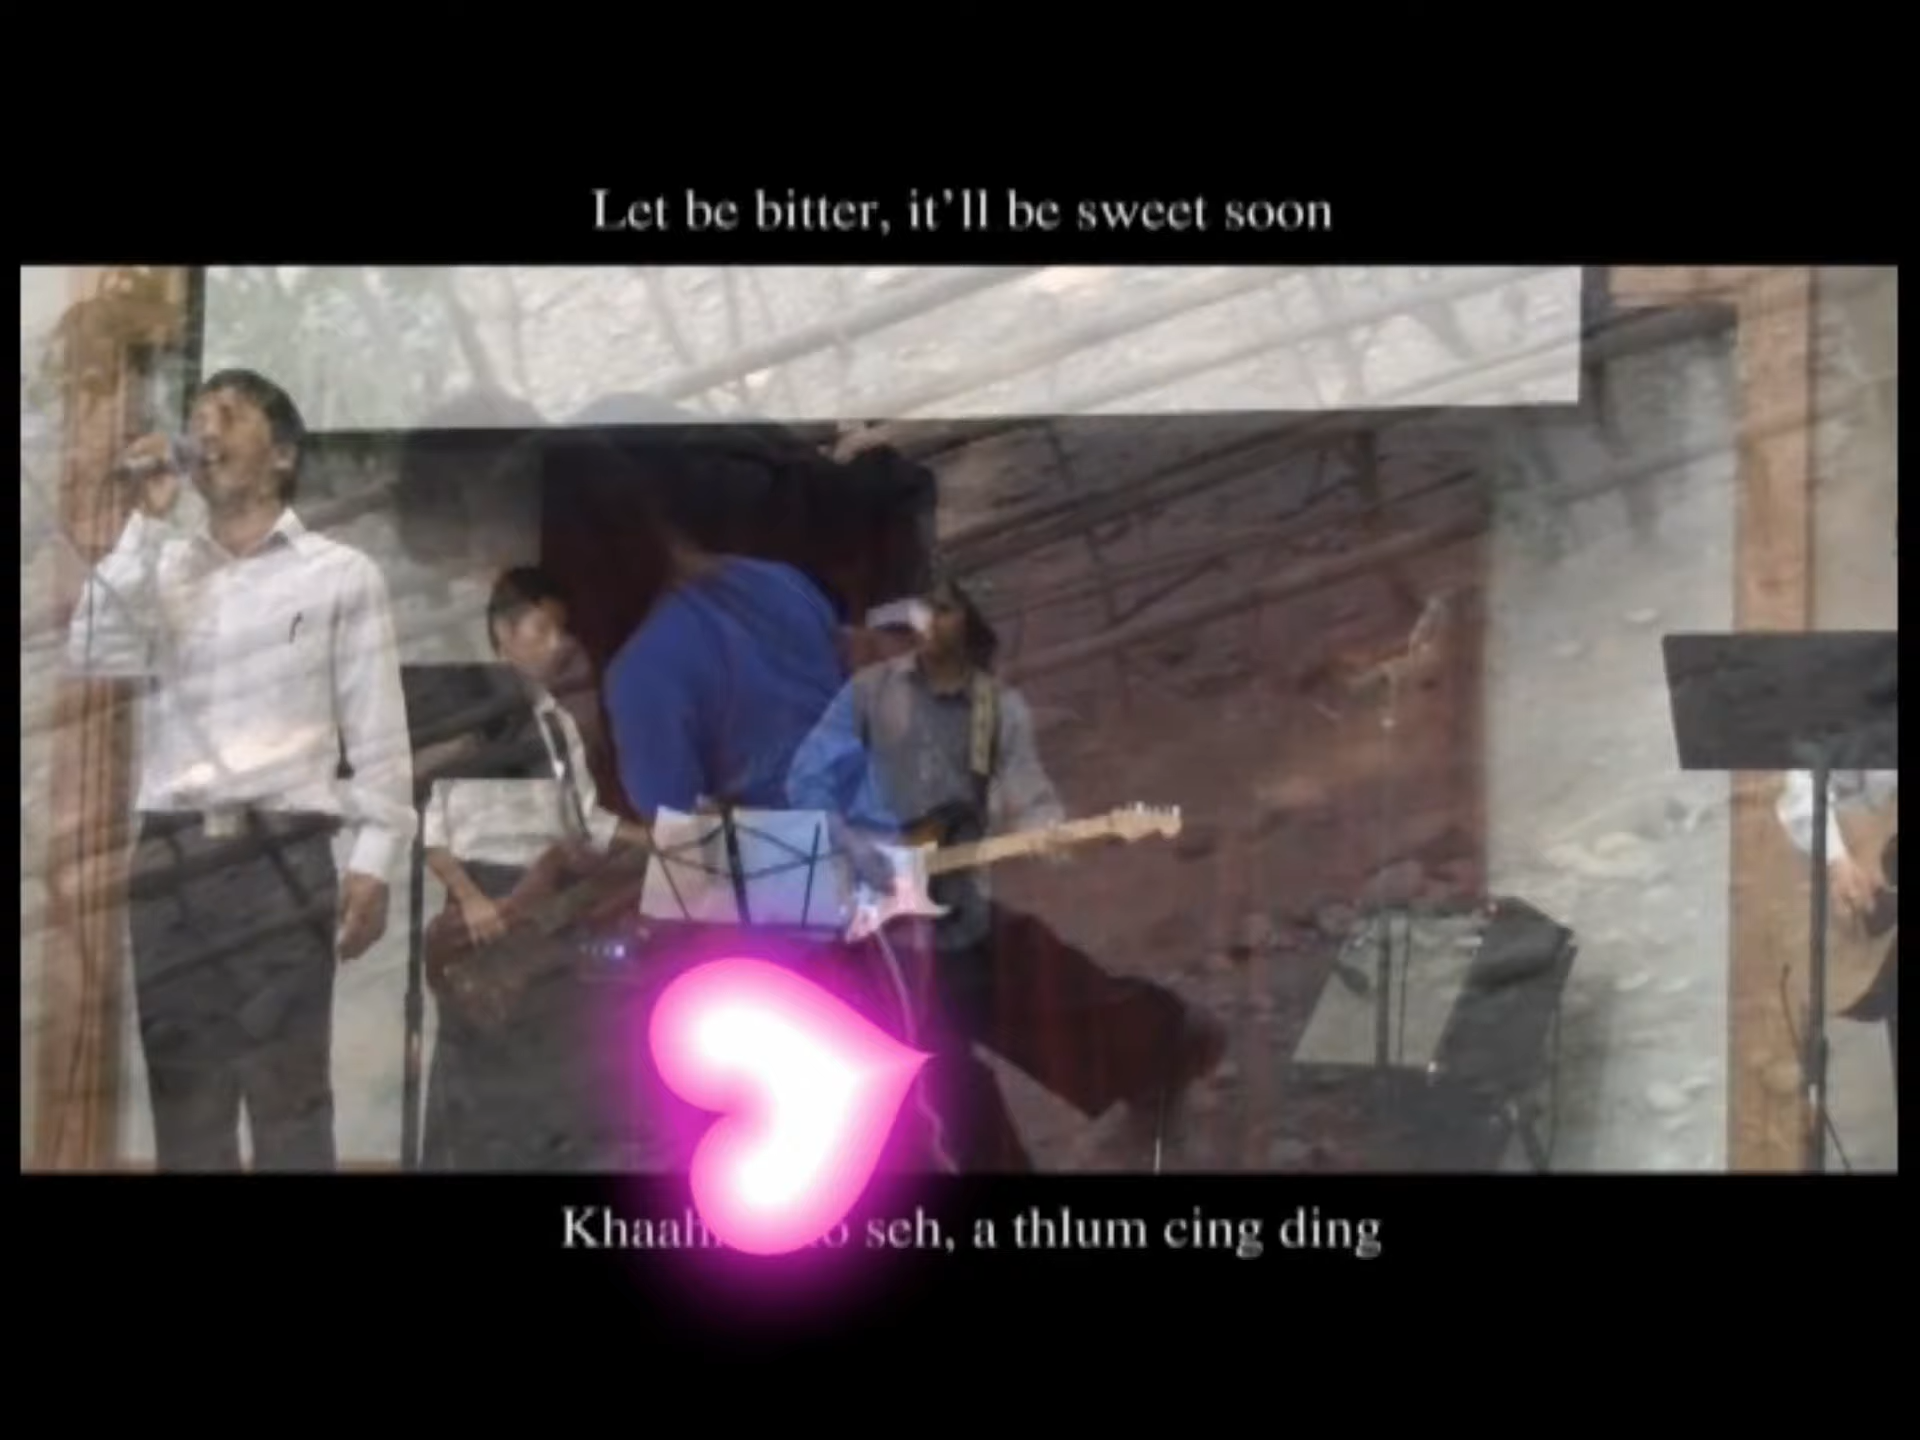 Let be bitter, it'll be sweet soon
seh, a thlum cing ding